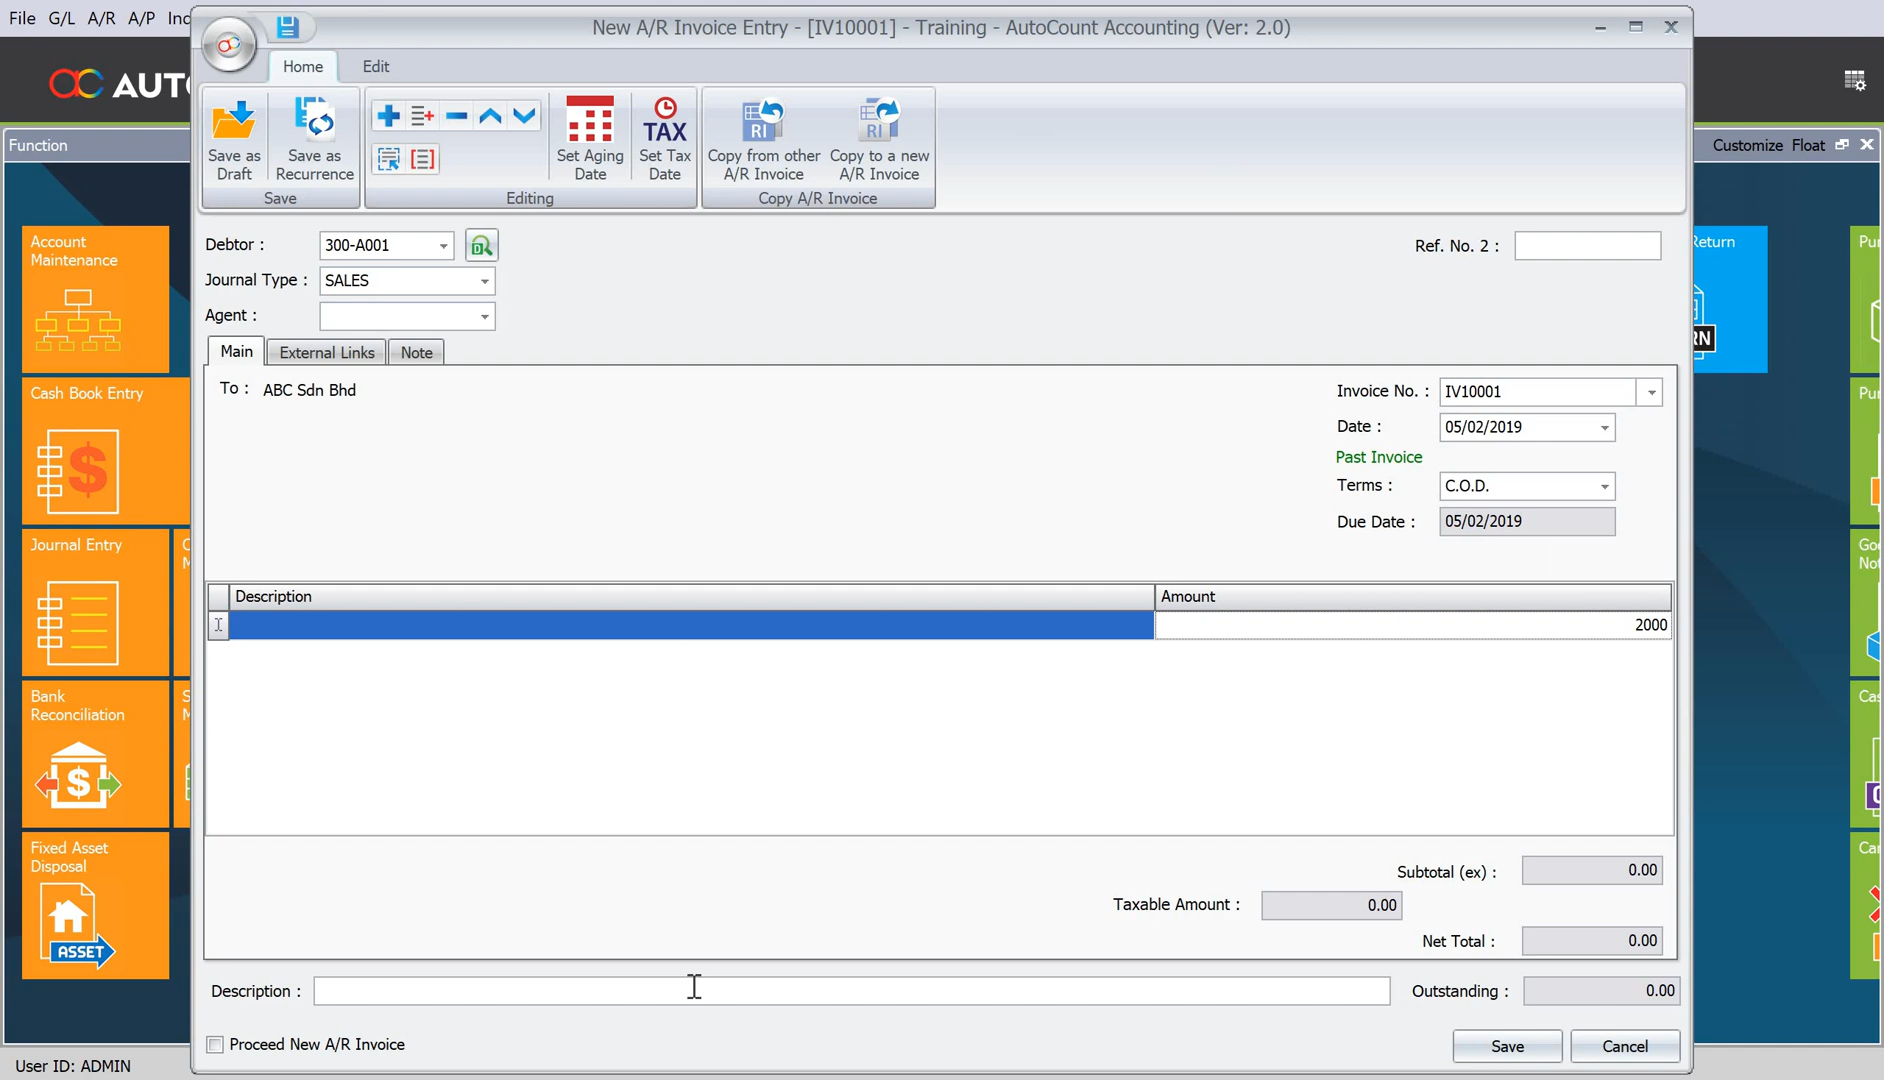 File G/L A/R A/P
New A/R Invoice Entry - [IV10001] - Training - AutoCount Accounting (Ver: 2.0)
Home Edit
Save as Draft
Save as Recurrence
Save
TAX
Set Aging Date
Set Tax Date
Editing
RI
Copy from other A/R Invoice
RI
Copy to a new A/R Invoice
Copy A/R Invoice
Function
Customize Float
Account Maintenance
Cash Book Entry
Journal Entry
Bank Reconciliation
Fixed Asset Disposal
ASSET
Debtor : 300-A001
Ref. No. 2 :
Journal Type : SALES
Agent :
Main External Links Note
To : ABC Sdn Bhd
Invoice No. : IV10001
Date : 05/02/2019
Past Invoice
Terms : C.O.D.
Due Date : 05/02/2019
Description Amount
2000
Subtotal (ex) : 0.00
Taxable Amount : 0.00
Net Total : 0.00
Description :
Outstanding : 0.00
Proceed New A/R Invoice
Save Cancel
User ID: ADMIN